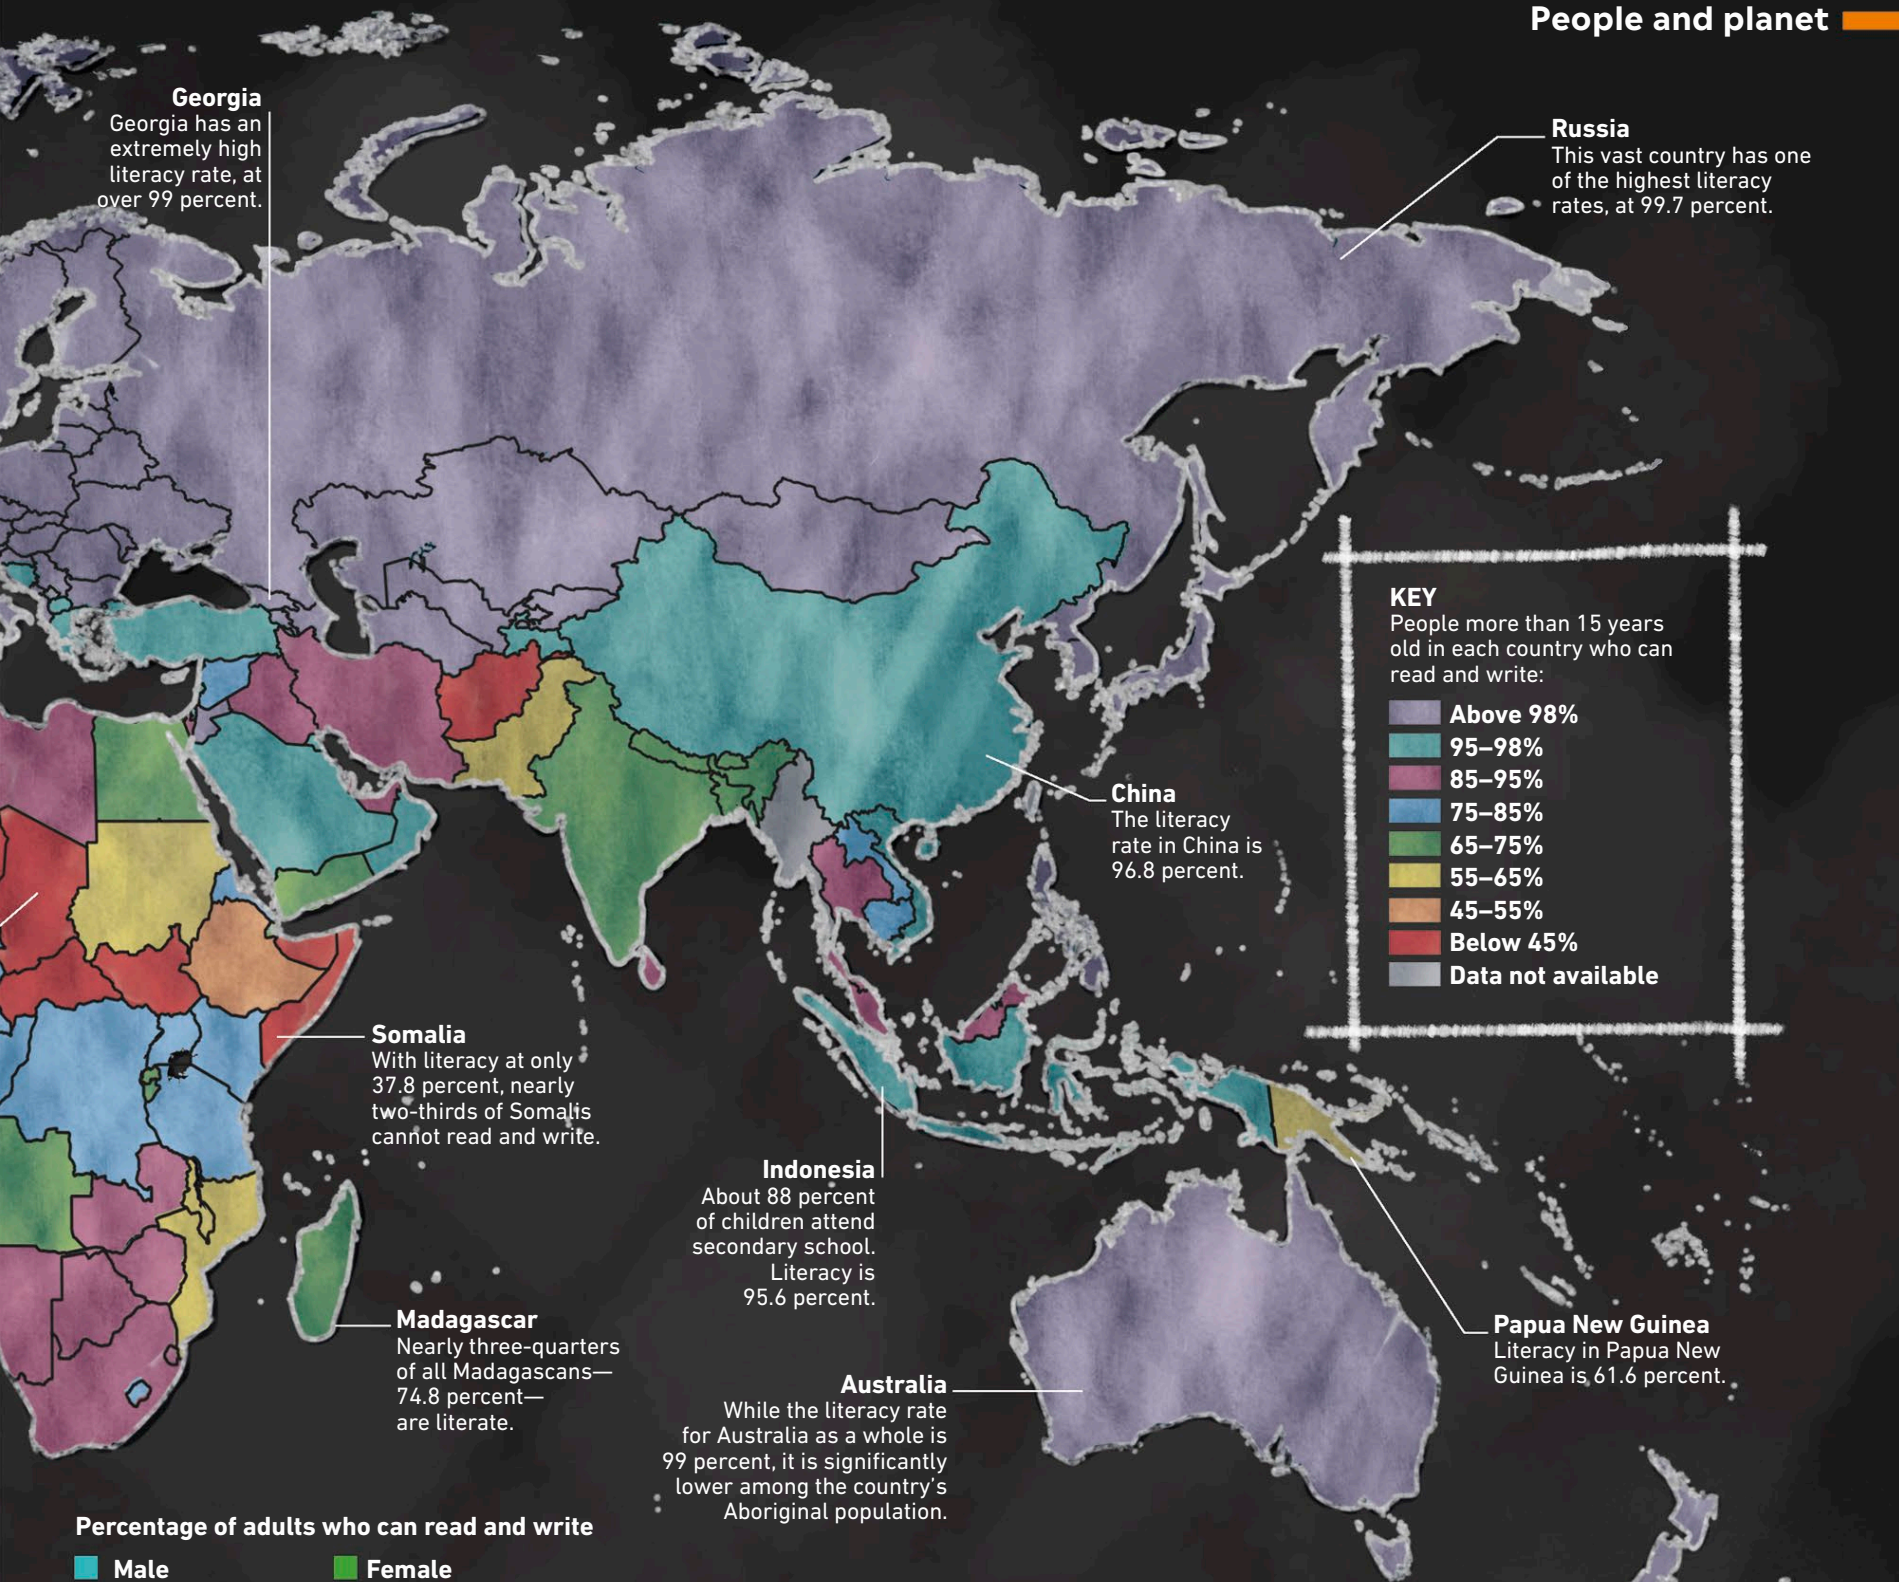 People and planet
Georgia
Georgia has an
extremely high
literacy rate, at
over 99 percent.
Russia
This vast country has one
of the highest literacy
rates, at 99.7 percent.
KEY
People more than 15 years
old in each country who can
read and write:
Above 98%
95–98%
85–95%
75–85%
65–75%
55–65%
45–55%
Below 45%
Data not available
China
The literacy
rate in China is
96.8 percent.
Somalia
With literacy at only
37.8 percent, nearly
two-thirds of Somalis
cannot read and write.
Indonesia
About 88 percent
of children attend
secondary school.
Literacy is
95.6 percent.
Madagascar
Nearly three-quarters
of all Madagascans—
74.8 percent—
are literate.
Papua New Guinea
Literacy in Papua New
Guinea is 61.6 percent.
Australia
While the literacy rate
for Australia as a whole is
99 percent, it is significantly
lower among the country's
Aboriginal population.
Percentage of adults who can read and write
Male
Female